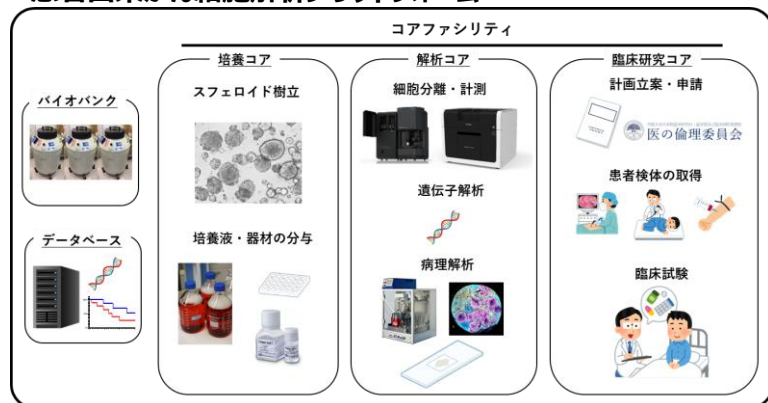 コアファシリティ
バイオバンク
データベース
培養コア
スフェロイド樹立
培養液・器材の分与
解析コア
細胞分離・計測
遺伝子解析
病理解析
臨床研究コア
計画立案・申請
医の倫理委員会
患者検体の取得
臨床試験